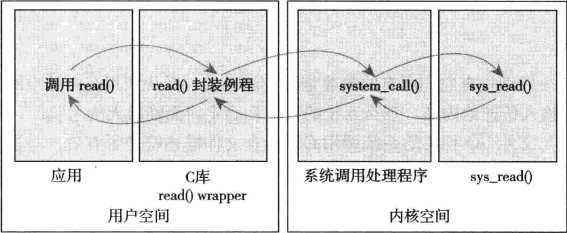 调用 read()
read() 封装例程
system_call()
sys_read()
应用
C库
read() wrapper
系统调用处理程序
sys_read()
用户空间
内核空间